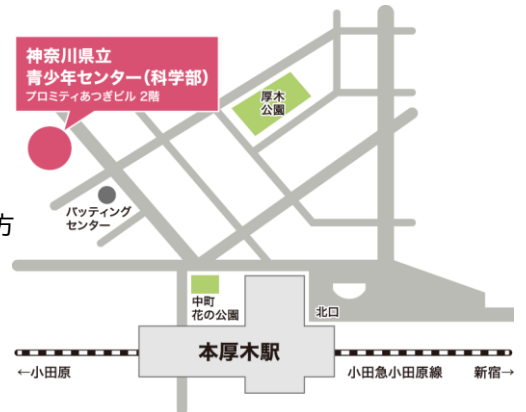 神奈川県立
青少年センター(科学部)
プロミティあつぎビル 2階
厚木
公園
バッティング
センター
方
中町
花の公園
北口
本厚木駅
←小田原
小田急小田原線
新宿→